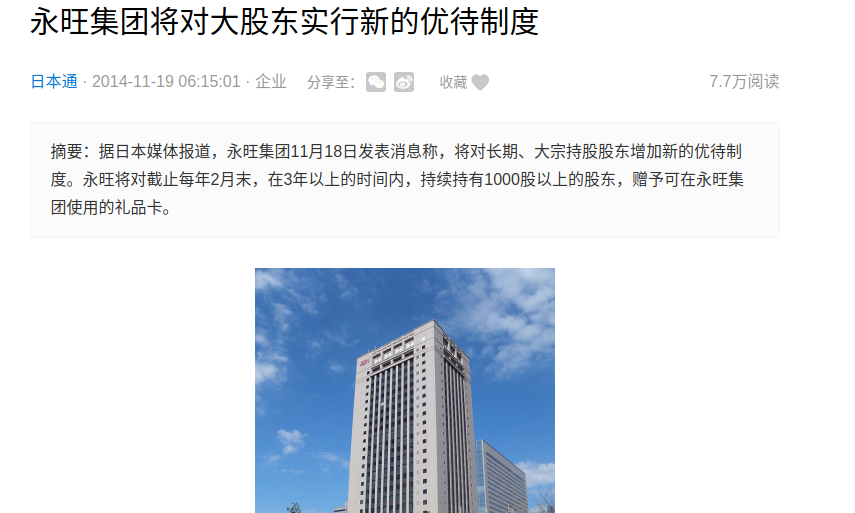 永旺集团将对大股东实行新的优待制度
日本通 · 2014-11-19 06:15:01 · 企业 分享至: 收藏 7.7万阅读
摘要：据日本媒体报道，永旺集团11月18日发表消息称，将对长期、大宗持股股东增加新的优待制
度。永旺将对截止每年2月末，在3年以上的时间内，持续持有1000股以上的股东，赠予可在永旺集
团使用的礼品卡。